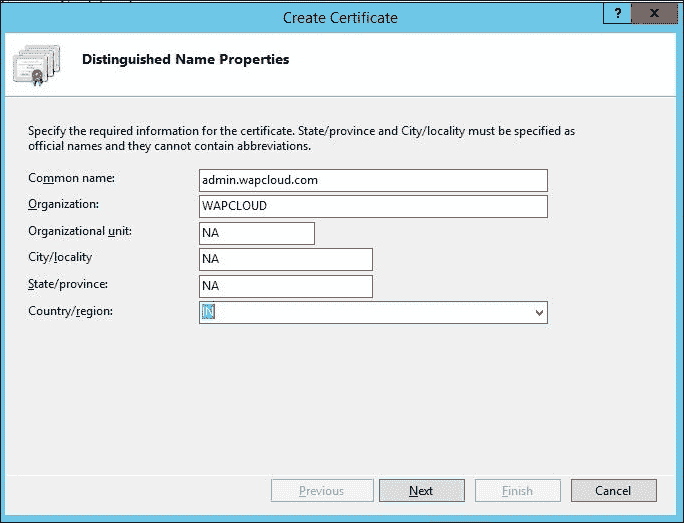 Create Certificate
? x
Distinguished Name Properties
Specify the required information for the certificate. State/province and City/locality must be specified as
official names and they cannot contain abbreviations.
Common name: admin.wapcloud.com
Organization: WAPCLOUD
Organizational unit: NA
City/locality NA
State/province: NA
Country/region: IN
Previous Next Finish Cancel